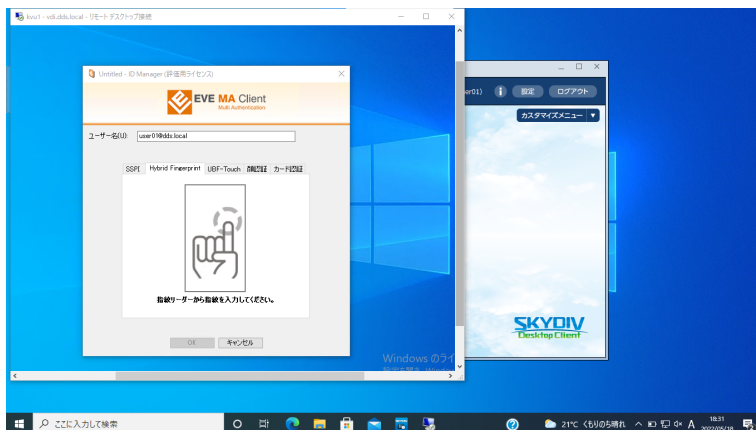 kvu1 - vdi.dds.local - リモート デスクトップ接続
Untitled - ID Manager (評価用ライセンス)
EVE MA Client
Multi Authentication
ユーザー名(U):
user01@dds.local
SSPI
Hybrid Fingerprint
UBF-Touch
顔認証
カード認証
指紋リーダーから指紋を入力してください。
OK
キャンセル
er01)
設定
ログアウト
カスタマイズメニュー
SKYDIV
Desktop Client
Windows のライ
ここに入力して検索
21°C くもりのち晴れ
A
18:31
2022/05/18